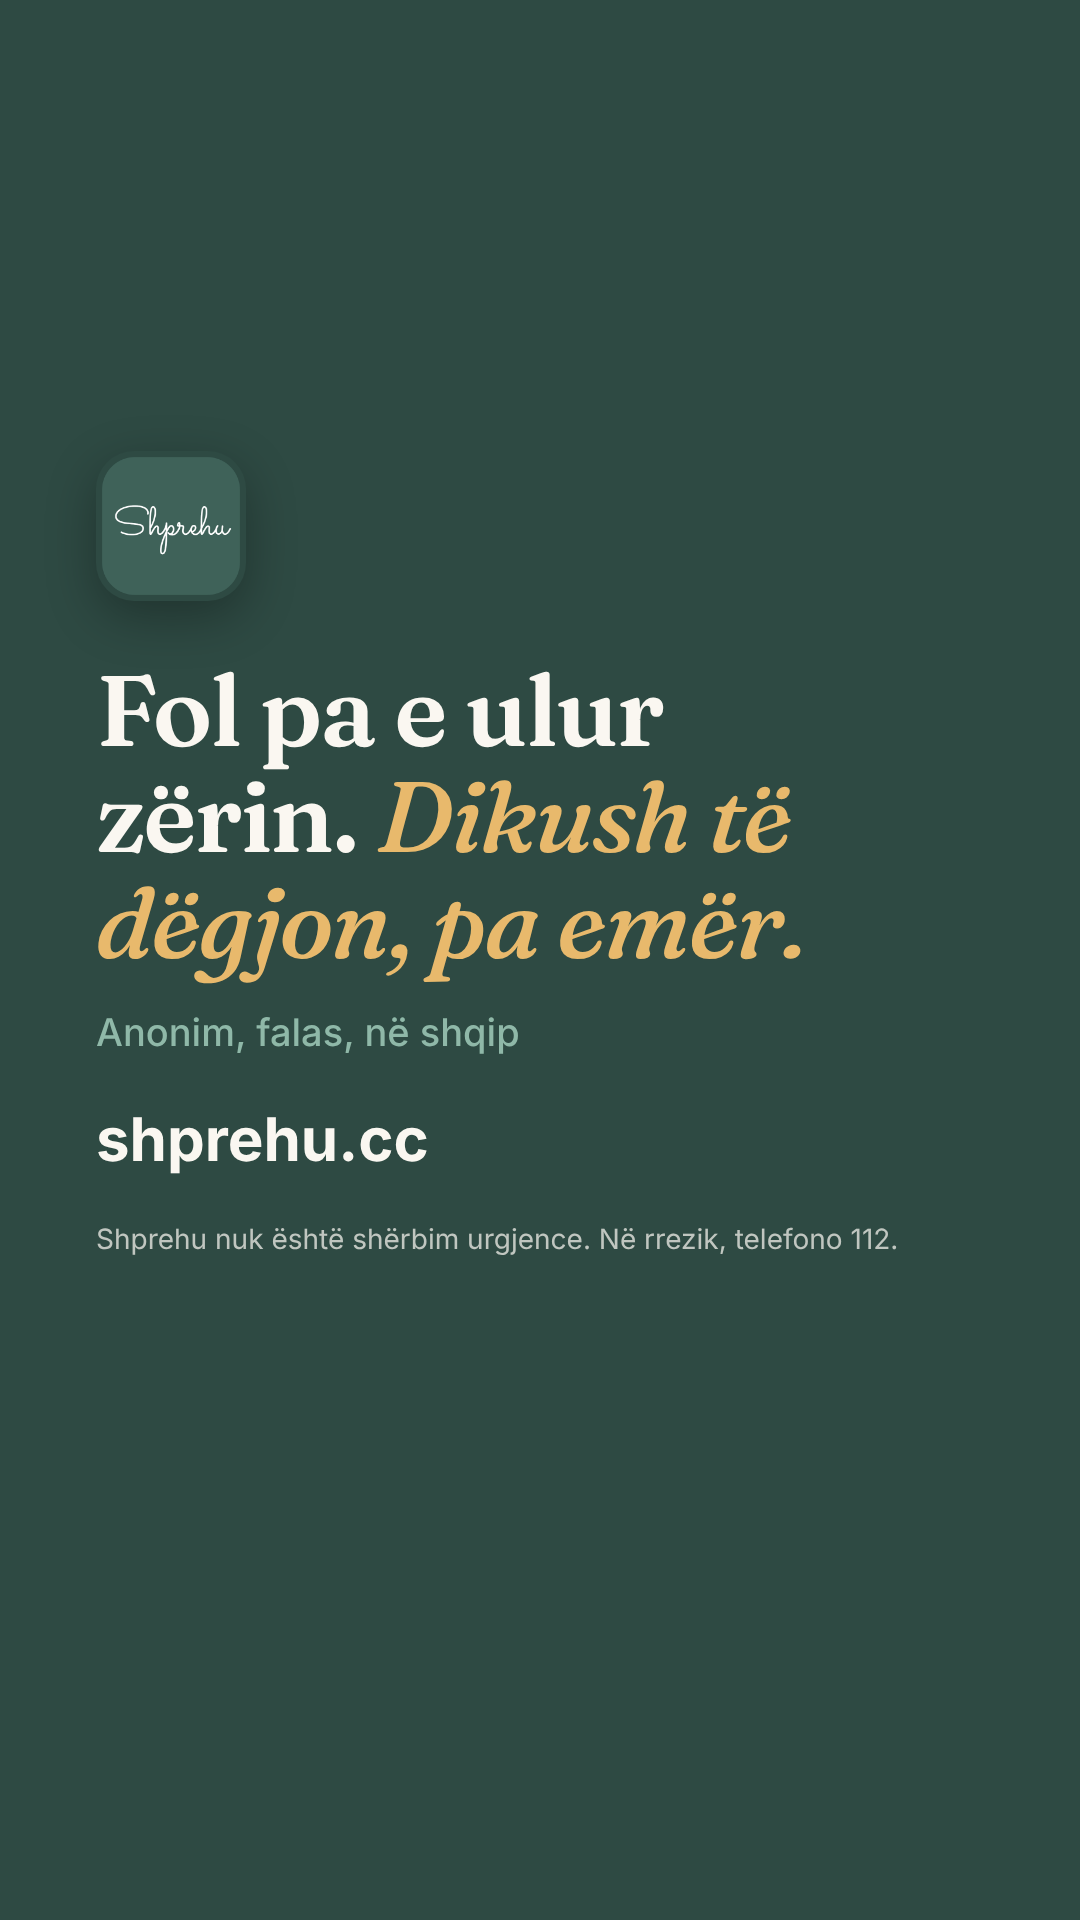 Shprehu
Fol pa e ulur
zërin. Dikush të
dëgjon, pa emër.
Anonim, falas, në shqip
shprehu.cc
Shprehu nuk është shërbim urgjence. Në rrezik, telefono 112.